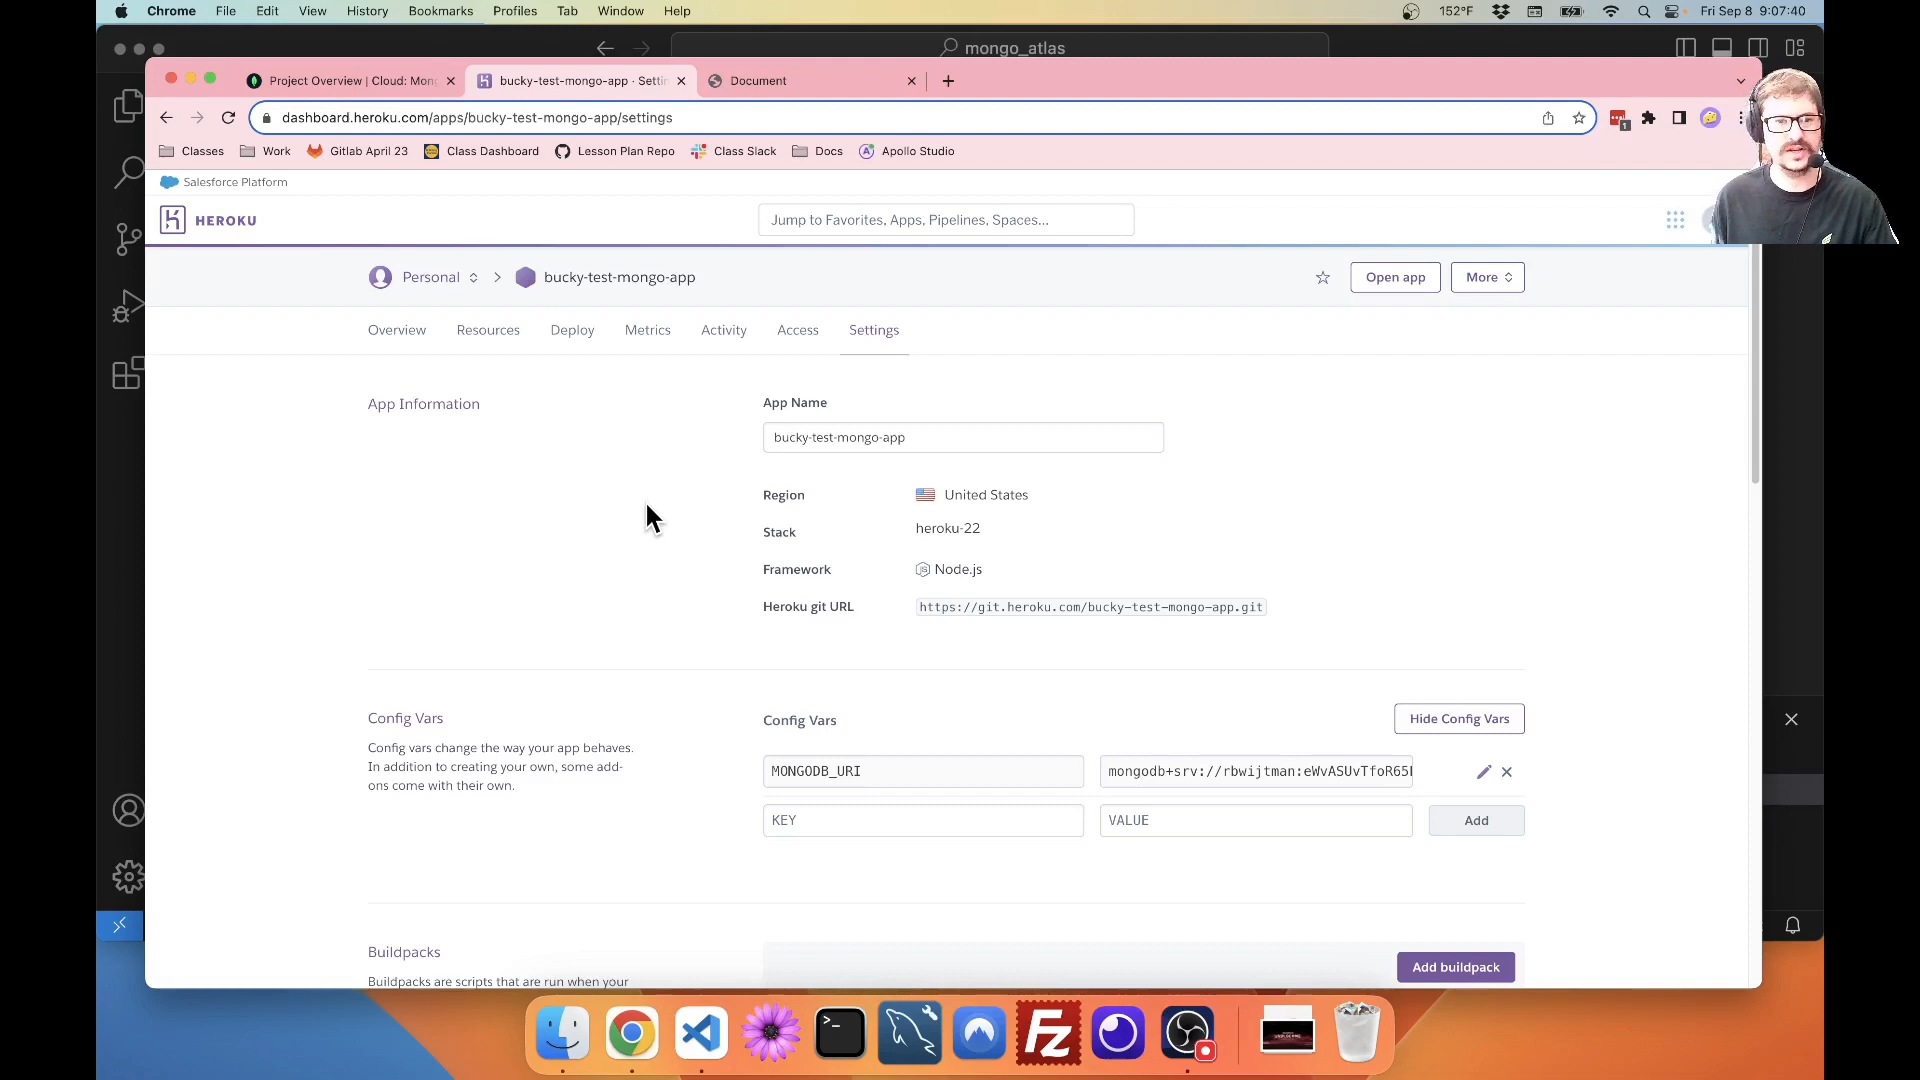 Chrome File Edit View History Bookmarks Profiles Tab Window Help
152°F
Fri Sep 8 9:07:40
mongo_atlas
Project Overview | Cloud: Mon
bucky-test-mongo-app · Setti
Document
dashboard.heroku.com/apps/bucky-test-mongo-app/settings
1
Classes Work Gitlab April 23 Class Dashboard Lesson Plan Repo Class Slack Docs Apollo Studio
Salesforce Platform
HEROKU
Jump to Favorites, Apps, Pipelines, Spaces...
Personal bucky-test-mongo-app
Open app
More
Overview Resources Deploy Metrics Activity Access Settings
App Information
App Name
bucky-test-mongo-app
Region United States
Stack heroku-22
Framework Node.js
Heroku git URL https://git.heroku.com/bucky-test-mongo-app.git
Config Vars
Config vars change the way your app behaves.
In addition to creating your own, some add-
ons come with their own.
Config Vars
Hide Config Vars
MONGODB_URI mongodb+srv://rbwijtman:eWvASUvTfoR65
KEY VALUE Add
Buildpacks
Buildpacks are scripts that are run when your
Add buildpack
Fz